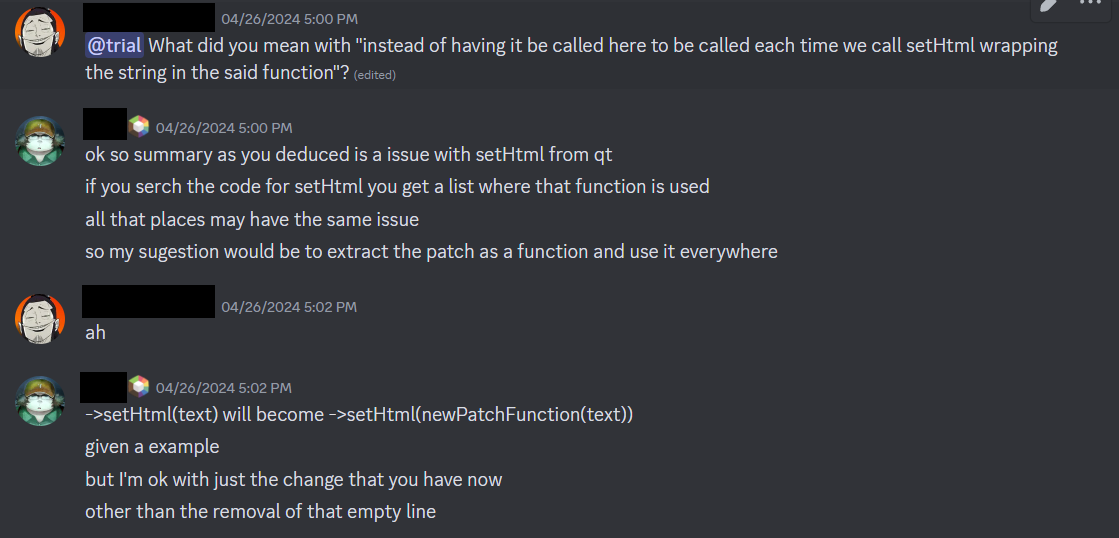 04/26/2024 5:00 PM
@trial What did you mean with "instead of having it be called here to be called each time we call setHtml wrapping
the string in the said function"? (edited)
04/26/2024 5:00 PM
ok so summary as you deduced is a issue with setHtml from qt
if you serch the code for setHtml you get a list where that function is used
all that places may have the same issue
so my sugestion would be to extract the patch as a function and use it everywhere
04/26/2024 5:02 PM
ah
04/26/2024 5:02 PM
->setHtml(text) will become ->setHtml(newPatchFunction(text))
given a example
but I'm ok with just the change that you have now
other than the removal of that empty line